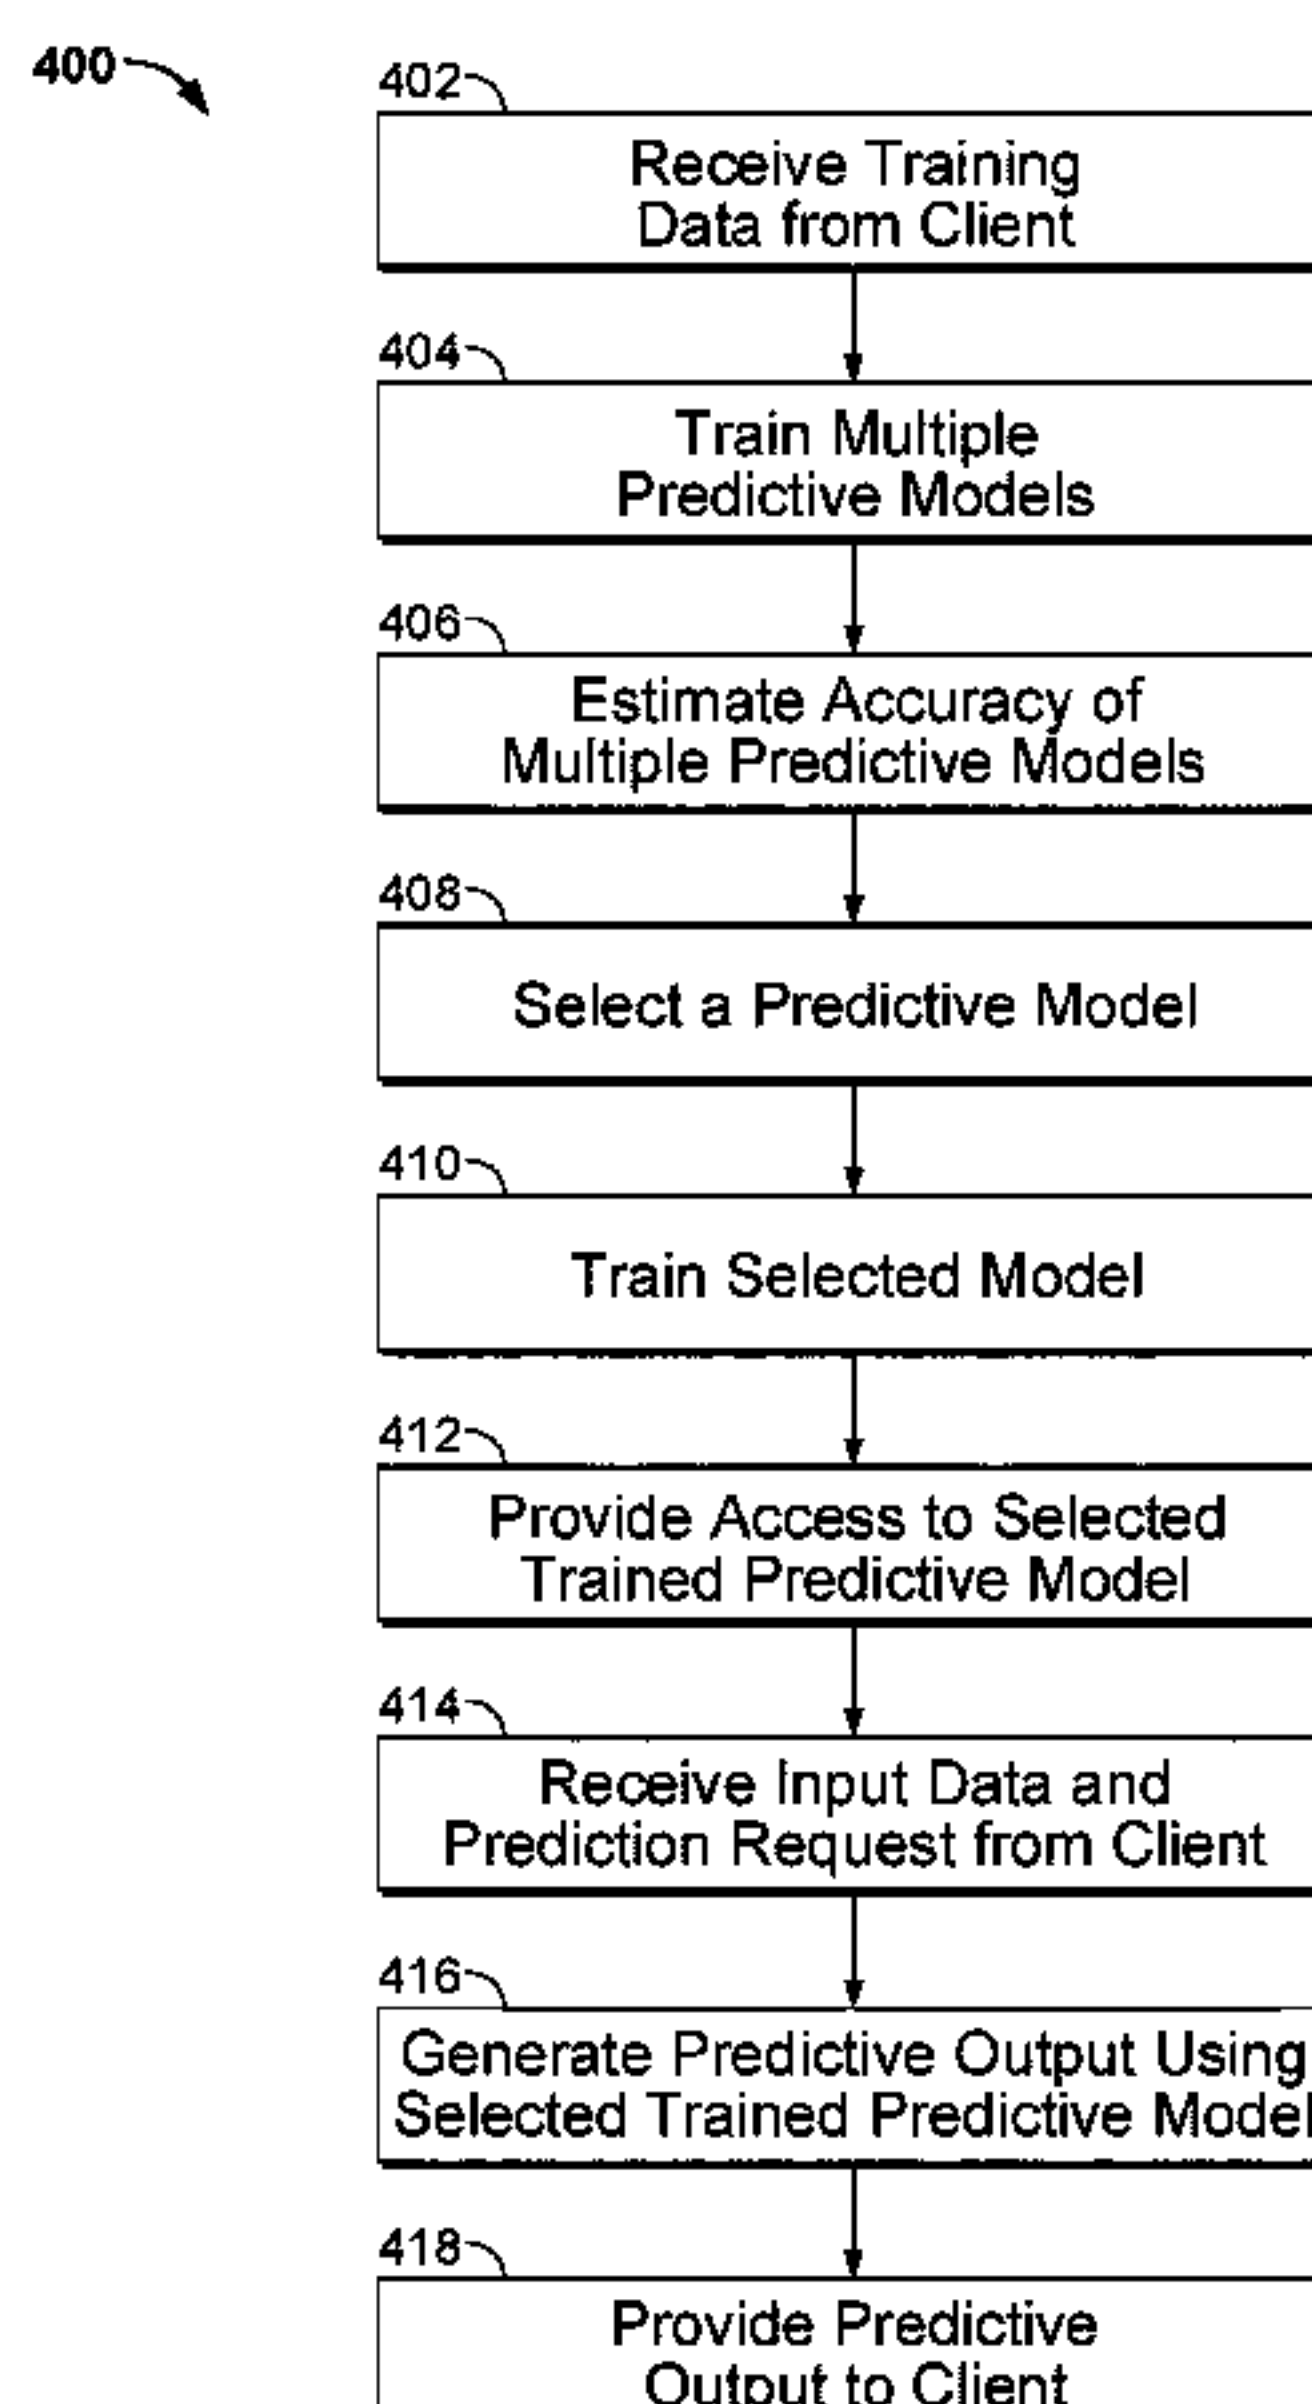 400
402
Receive Training
Data from Client
404
Train Multiple
Predictive Models
406
Estimate Accuracy of
Multiple Predictive Models
408
Select a Predictive Model
410
Train Selected Model
412
Provide Access to Selected
Trained Predictive Model
414
Receive Input Data and
Prediction Request from Client
416
Generate Predictive Output Using
Selected Trained Predictive Model
418
Provide Predictive
Output to Client